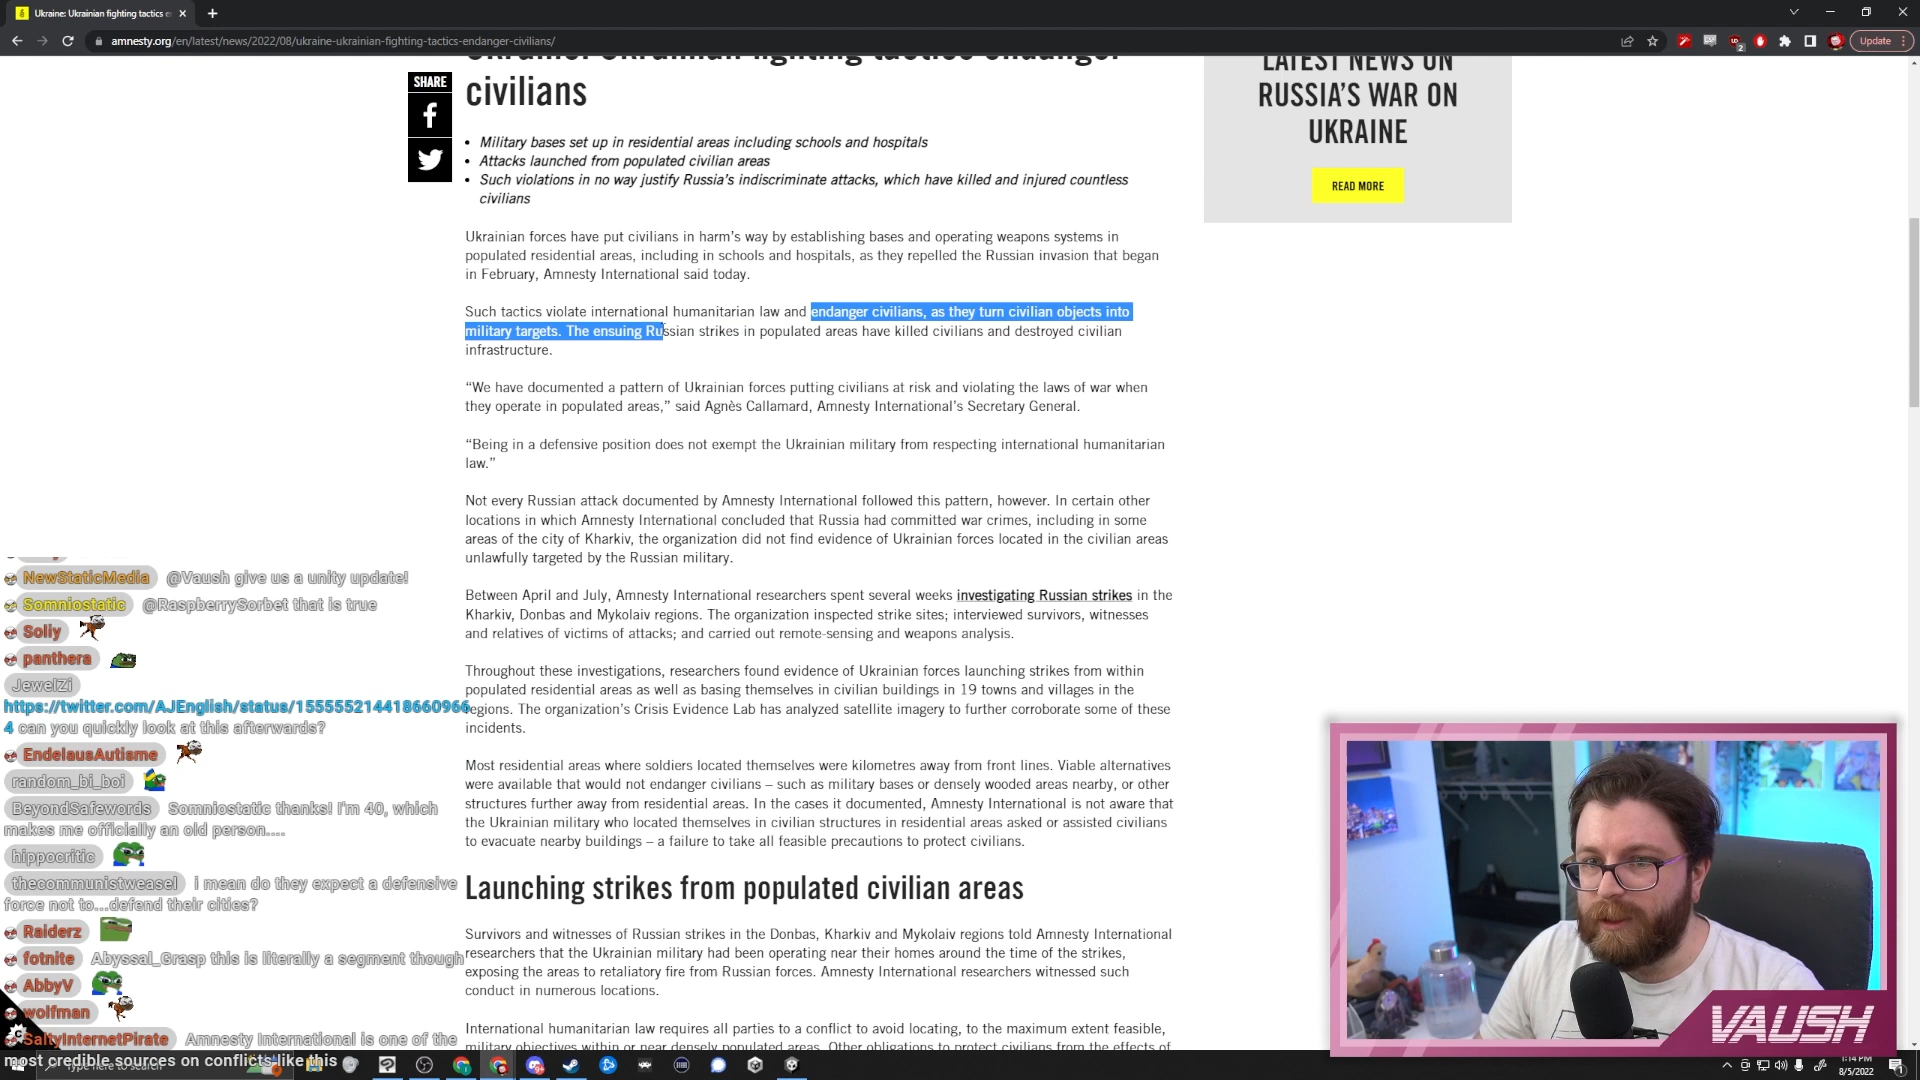 Ukraine: Ukrainian fighting tactics e
amnesty.org/en/latest/news/2022/08/ukraine-ukrainian-fighting-tactics-endanger-civilians/
Update
Ukraine: Ukrainian fighting tactics endanger
civilians
SHARE
• Military bases set up in residential areas including schools and hospitals
• Attacks launched from populated civilian areas
• Such violations in no way justify Russia's indiscriminate attacks, which have killed and injured countless
civilians
Ukrainian forces have put civilians in harm's way by establishing bases and operating weapons systems in
populated residential areas, including in schools and hospitals, as they repelled the Russian invasion that began
in February, Amnesty International said today.
Such tactics violate international humanitarian law and endanger civilians, as they turn civilian objects into
military targets. The ensuing Russian strikes in populated areas have killed civilians and destroyed civilian
infrastructure.
“We have documented a pattern of Ukrainian forces putting civilians at risk and violating the laws of war when
they operate in populated areas,” said Agnès Callamard, Amnesty International's Secretary General.
“Being in a defensive position does not exempt the Ukrainian military from respecting international humanitarian
law.”
Not every Russian attack documented by Amnesty International followed this pattern, however. In certain other
locations in which Amnesty International concluded that Russia had committed war crimes, including in some
areas of the city of Kharkiv, the organization did not find evidence of Ukrainian forces located in the civilian areas
unlawfully targeted by the Russian military.
Between April and July, Amnesty International researchers spent several weeks investigating Russian strikes in the
Kharkiv, Donbas and Mykolaiv regions. The organization inspected strike sites; interviewed survivors, witnesses
and relatives of victims of attacks; and carried out remote-sensing and weapons analysis.
Throughout these investigations, researchers found evidence of Ukrainian forces launching strikes from within
populated residential areas as well as basing themselves in civilian buildings in 19 towns and villages in the
regions. The organization's Crisis Evidence Lab has analyzed satellite imagery to further corroborate some of these
incidents.
Most residential areas where soldiers located themselves were kilometres away from front lines. Viable alternatives
were available that would not endanger civilians – such as military bases or densely wooded areas nearby, or other
structures further away from residential areas. In the cases it documented, Amnesty International is not aware that
the Ukrainian military who located themselves in civilian structures in residential areas asked or assisted civilians
to evacuate nearby buildings – a failure to take all feasible precautions to protect civilians.
Launching strikes from populated civilian areas
Survivors and witnesses of Russian strikes in the Donbas, Kharkiv and Mykolaiv regions told Amnesty International
researchers that the Ukrainian military had been operating near their homes around the time of the strikes,
exposing the areas to retaliatory fire from Russian forces. Amnesty International researchers witnessed such
conduct in numerous locations.
International humanitarian law requires all parties to a conflict to avoid locating, to the maximum extent feasible,
military objectives within or near densely populated areas. Other obligations to protect civilians from the effects of
LATEST NEWS ON
RUSSIA'S WAR ON
UKRAINE
READ MORE
NewStaticMedia @Vaush give us a unity update!
Somniostatic @RaspberrySorbet that is true
Soliy
panthera
JewelZi
https://twitter.com/AJEnglish/status/155555521441866096​6
4 can you quickly look at this afterwards?
EndelausAutisme
random_bi_boi
BeyondSafewords Somniostatic thanks! I'm 40, which
makes me officially an old person....
hippocritic
thecommunistweasel i mean do they expect a defensive
force not to...defend their cities?
Raiderz
fotnite Abyssal_Grasp this is literally a segment though
AbbyV
wolfman
SaltyInternetPirate Amnesty International is one of the
most credible sources on conflicts like this
Type here to search
VAUSH
1:14 PM
8/5/2022